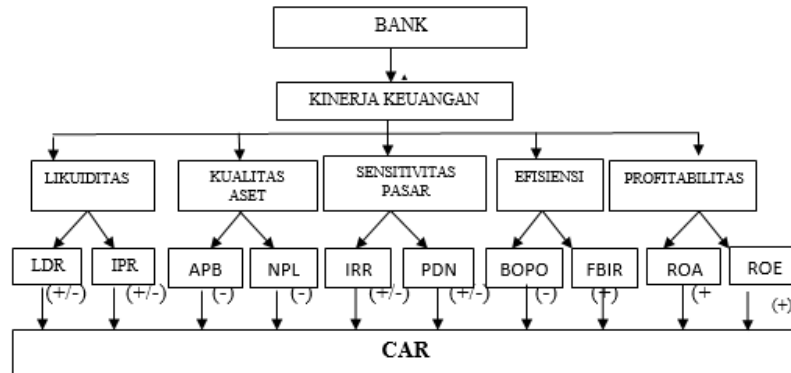 BANK
KINERJA KEUANGAN
LIKUIDITAS
KUALITAS
ASET
SENSITIVITAS
PASAR
EFISIENSI
PROFITABILITAS
LDR
IPR
APB
NPL
IRR
PDN
BOPO
FBIR
ROA
ROE
(+/-)
(+/-)
(-)
(-)
(+/-)
(+/-)
(-)
(+)
(+
(+)
CAR